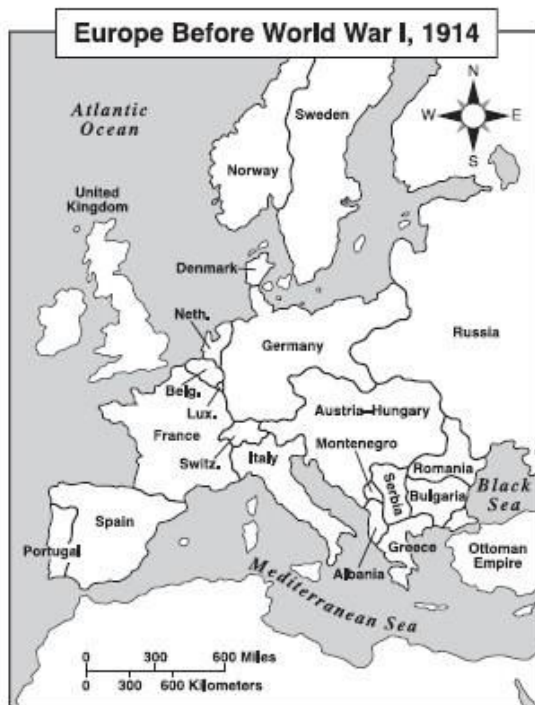 Europe Before World War I, 1914
Atlantic
Ocean
N
W
E
S
Sweden
Norway
United
Kingdom
Denmark
Neth.
Germany
Russia
Belg.
Lux.
France
Austria-Hungary
Switz.
Italy
Montenegro
Serbia
Romania
Bulgaria
Black
Sea
Spain
Portugal
Albania
Greece
Ottoman
Empire
Mediterranean Sea
0 300 600 Miles
0 300 600 Kilometers